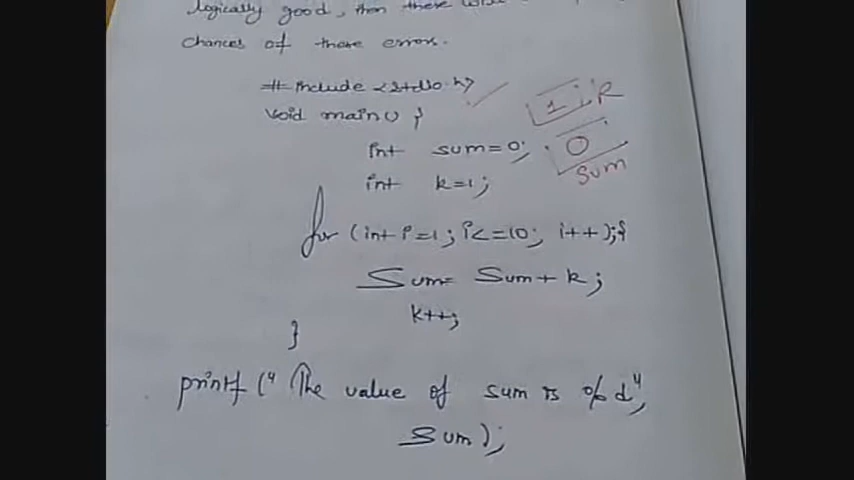 logically good, then there
chances of these errors.
# include <stdio.h>
void main() {
1 k
int sum=0;
0
int k=1;
sum
for (int i=1; i<=10; i++);{
Sum= Sum+k;
k++;
}
printf (" The value of sum is %d",
Sum);